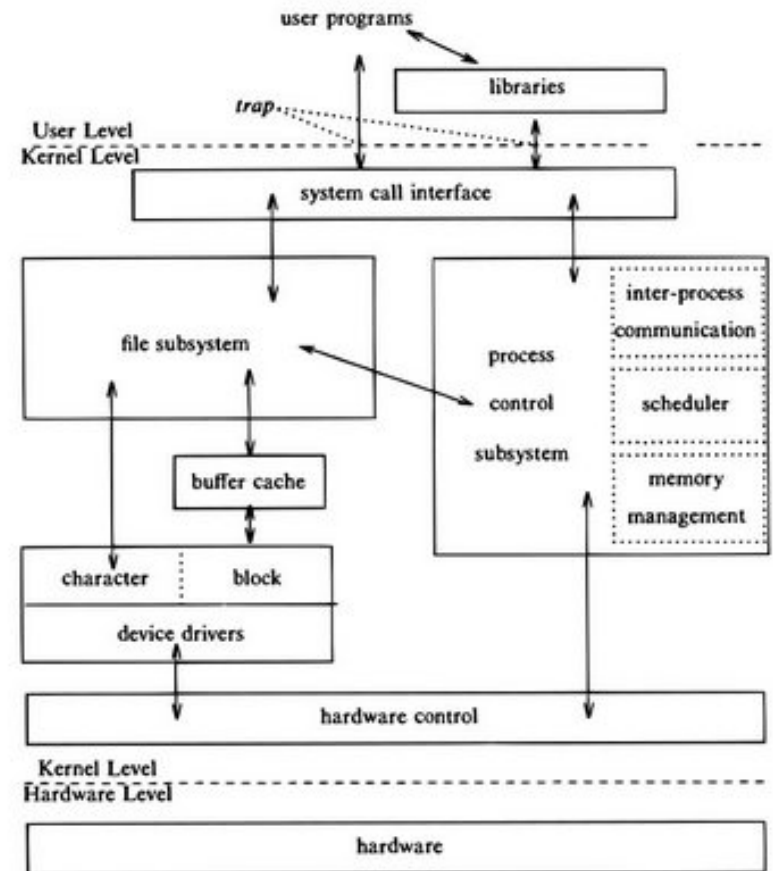 user programs
libraries
trap
User Level
Kernel Level
system call interface
file subsystem
process
control
subsystem
inter-process
communication
scheduler
memory
management
buffer cache
character
block
device drivers
hardware control
Kernel Level
Hardware Level
hardware